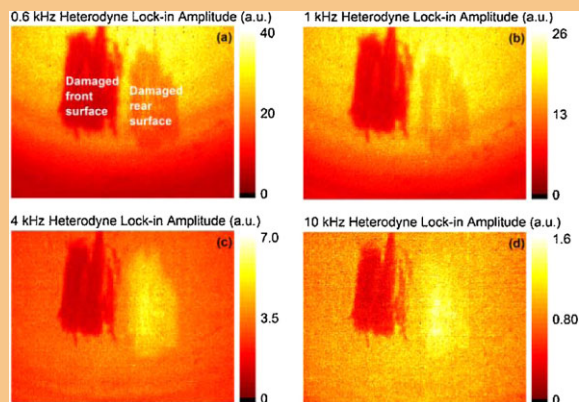 0.6 kHz Heterodyne Lock-in Amplitude (a.u.)
(a)
40
20
0
Damaged
front
surface
Damaged
rear
surface
1 kHz Heterodyne Lock-in Amplitude (a.u.)
(b)
26
13
0
4 kHz Heterodyne Lock-in Amplitude (a.u.)
(c)
7.0
3.5
0
10 kHz Heterodyne Lock-in Amplitude (a.u.)
(d)
1.6
0.80
0